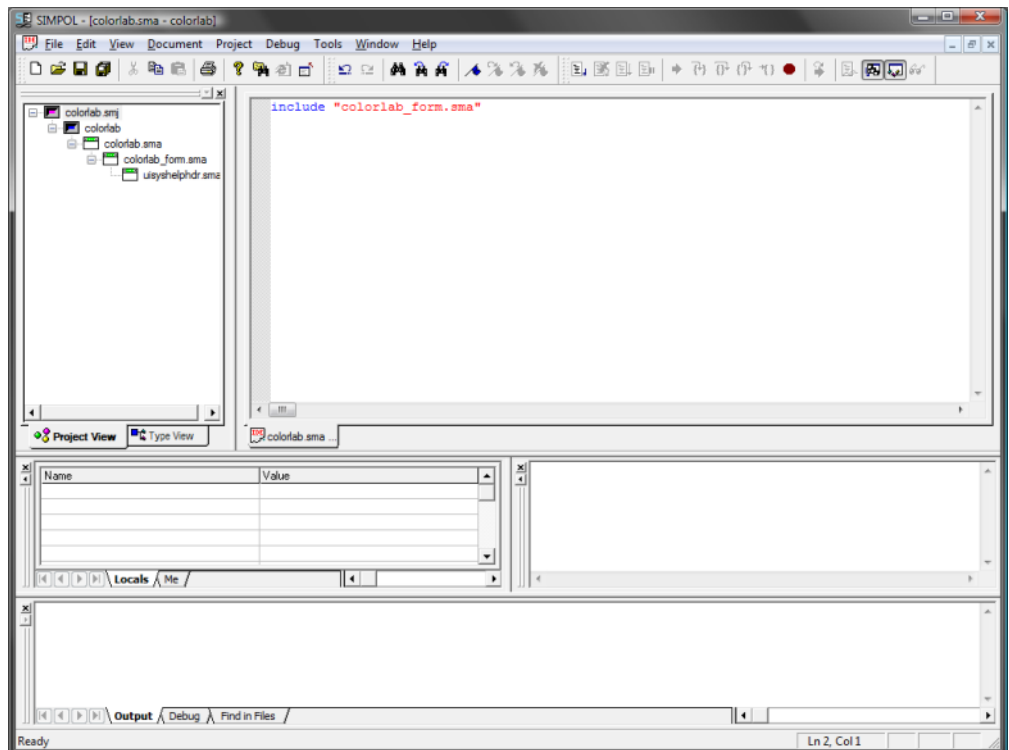 SIMPOL - [colorlab.sma - colorlab]
File Edit View Document Project Debug Tools Window Help
colorlab.smj
colorlab
colorlab.sma
colorlab_form.sma
uisyshelphdr.sma
Project View Type View
include "colorlab_form.sma"
colorlab.sma ...
Name Value
Locals Me
Output Debug Find in Files
Ready Ln 2, Col 1